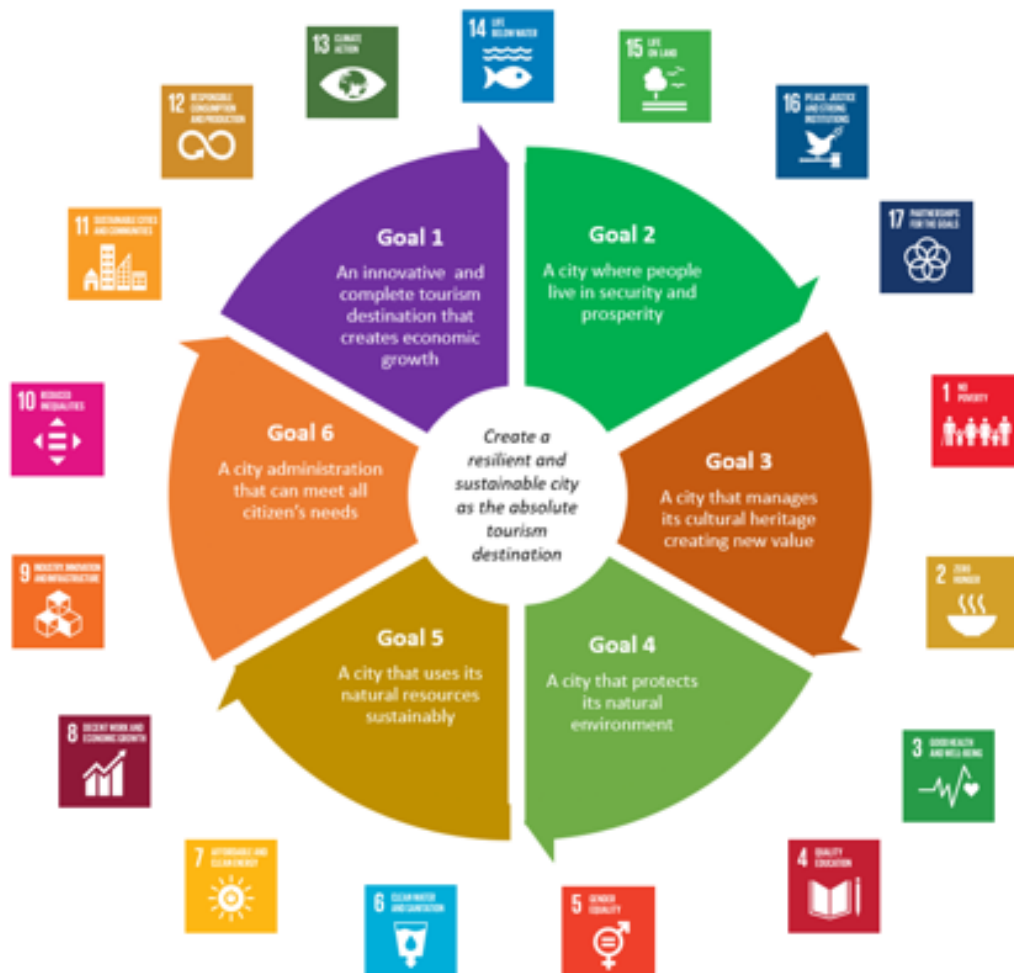 13 CLIMATE
ACTION
14 LIFE
BELOW WATER
15 LIFE
ON LAND
12 RESPONSIBLE
CONSUMPTION
AND PRODUCTION
16 PEACE, JUSTICE
AND STRONG
INSTITUTIONS
11 SUSTAINABLE CITIES
AND COMMUNITIES
17 PARTNERSHIPS
FOR THE GOALS
Goal 1
An innovative and
complete tourism
destination that
creates economic
growth
Goal 2
A city where people
live in security and
prosperity
10 REDUCED
INEQUALITIES
1 NO
POVERTY
Goal 6
A city administration
that can meet all
citizen's needs
Create a
resilient and
sustainable city
as the absolute
tourism
destination
Goal 3
A city that manages
its cultural heritage
creating new value
9 INDUSTRY, INNOVATION
AND INFRASTRUCTURE
2 ZERO
HUNGER
Goal 5
A city that uses its
natural resources
sustainably
Goal 4
A city that protects
its natural
environment
8 DECENT WORK AND
ECONOMIC GROWTH
3 GOOD HEALTH
AND WELL-BEING
7 AFFORDABLE AND
CLEAN ENERGY
4 QUALITY
EDUCATION
6 CLEAN WATER
AND SANITATION
5 GENDER
EQUALITY